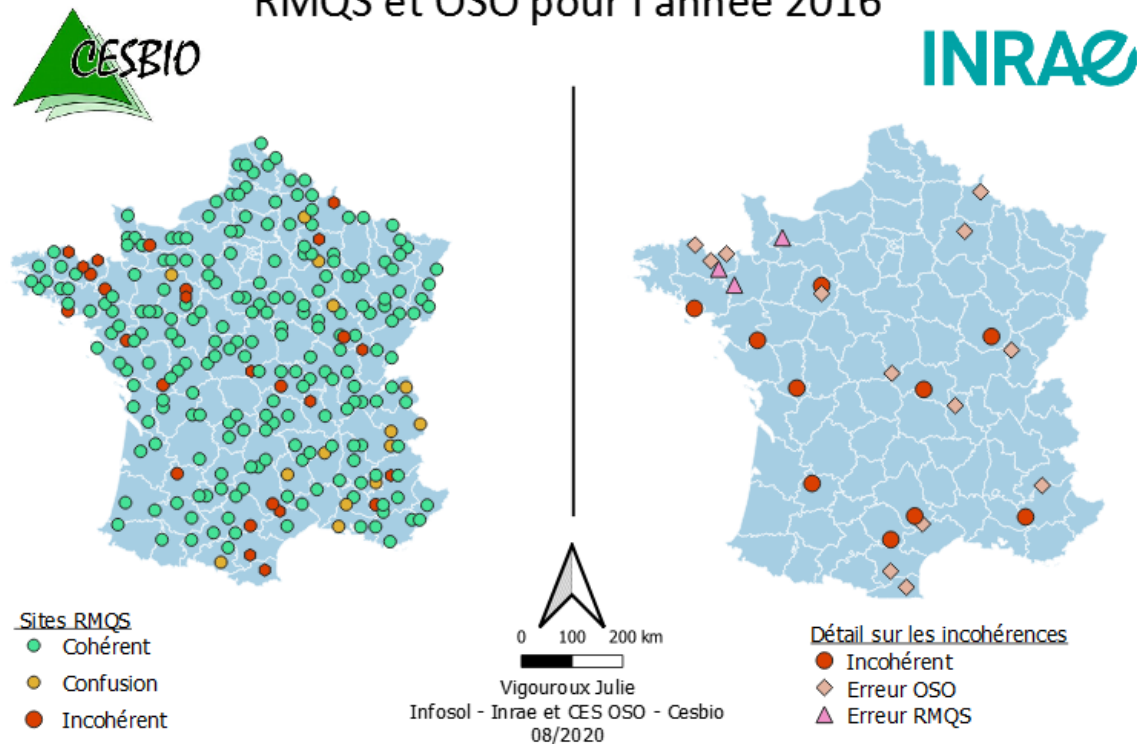 RMQS et OSO pour l'année 2016
CESBIO
INRAE
Sites RMQS
Cohérent
Confusion
Incohérent
0 100 200 km
Vigouroux Julie
Infosol - Inrae et CES OSO - Cesbio
08/2020
Détail sur les incohérences
Incohérent
Erreur OSO
Erreur RMQS